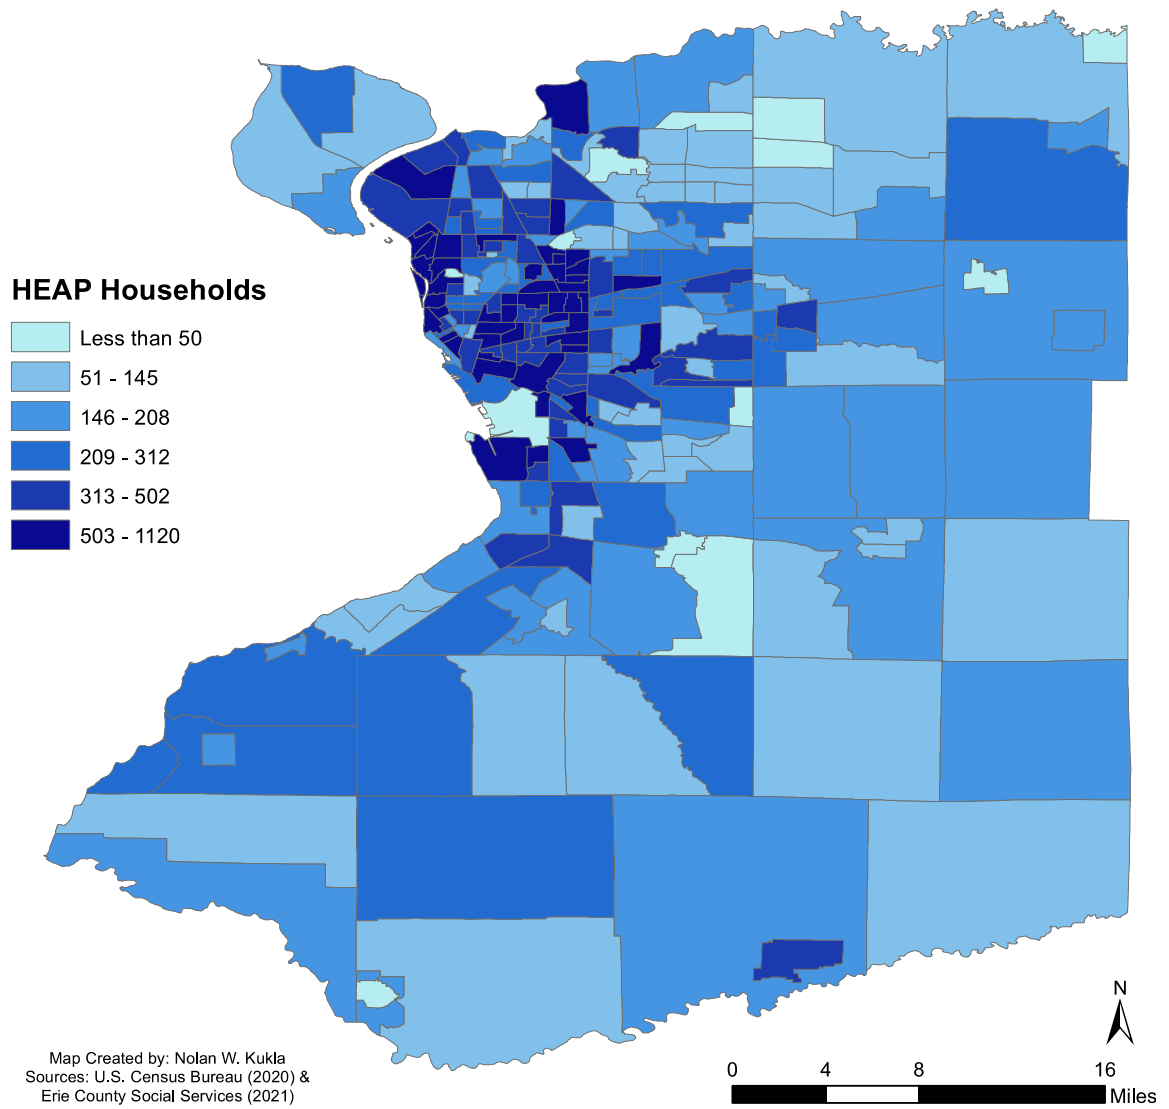 HEAP Households
Less than 50
51 - 145
146 - 208
209 - 312
313 - 502
503 - 1120
Map Created by: Nolan W. Kukla
Sources: U.S. Census Bureau (2020) &
Erie County Social Services (2021)
N
0 4 8 16
Miles